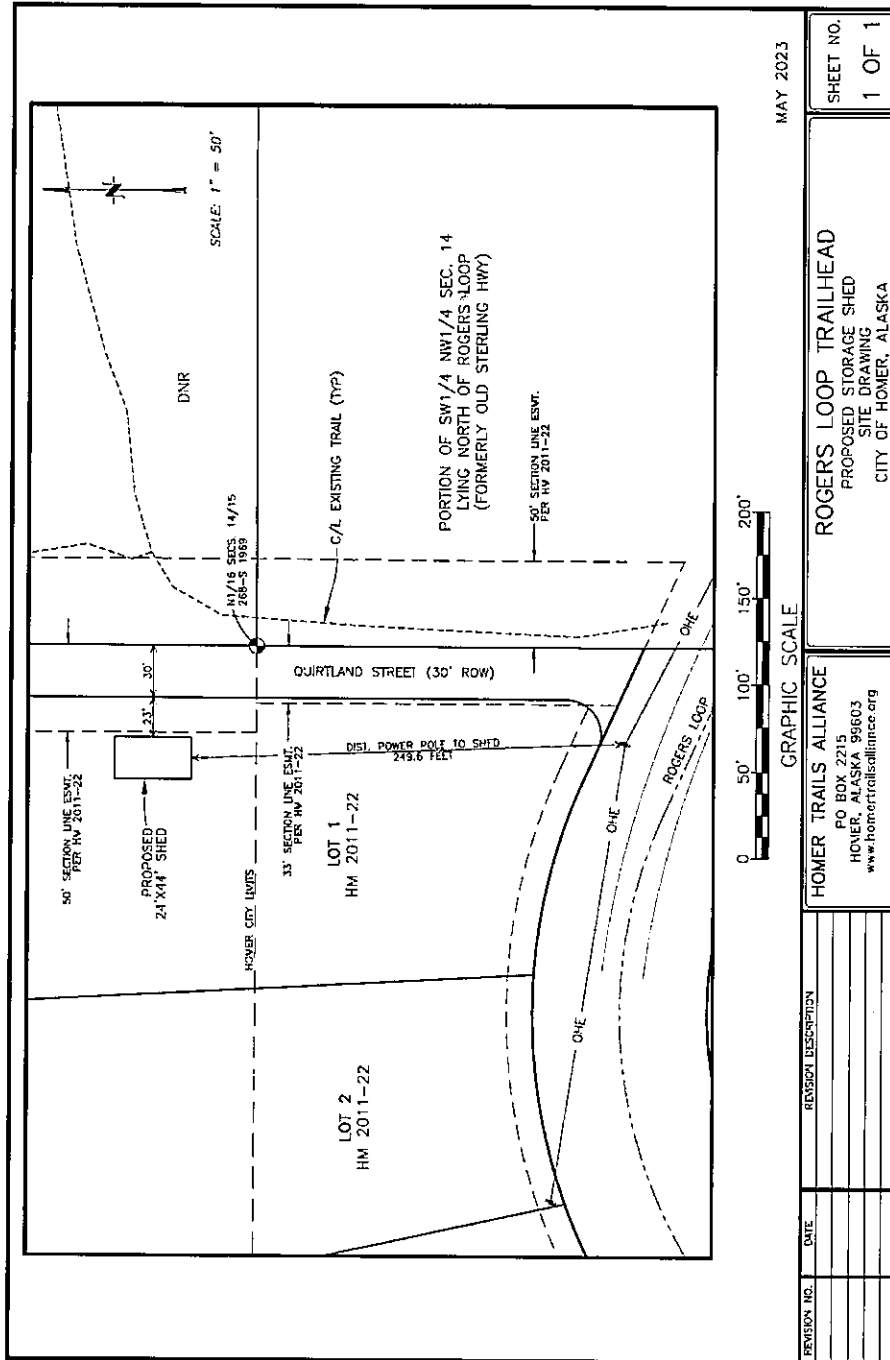 50' SECTION LINE ESMT.
PER HM 2011-22
PROPOSED
24'X44' SHED
23'
30'
DNR
SCALE: 1" = 50'
N
HOMER CITY LIMITS
N1/16 SECS. 14/15
268-S 1969
33' SECTION LINE ESMT.
PER HM 2011-22
QUIRTLAND STREET (30' ROW)
C/L EXISTING TRAIL (TYP)
LOT 2
HM 2011-22
LOT 1
HM 2011-22
DIST. POWER POLE TO SHED
249.6 FEET
PORTION OF SW1/4 NW1/4 SEC. 14
LYING NORTH OF ROGERS LOOP
(FORMERLY OLD STERLING HWY)
50' SECTION LINE ESMT.
PER HM 2011-22
OHE
OHE
OHE
ROGERS LOOP
0 50' 100' 150' 200'
GRAPHIC SCALE
MAY 2023
REVISION NO.
DATE
REVISION DESCRIPTION
HOMER TRAILS ALLIANCE
PO BOX 2215
HOMER, ALASKA 99603
www.homertrailsalliance.org
ROGERS LOOP TRAILHEAD
PROPOSED STORAGE SHED
SITE DRAWING
CITY OF HOMER, ALASKA
SHEET NO.
1 OF 1